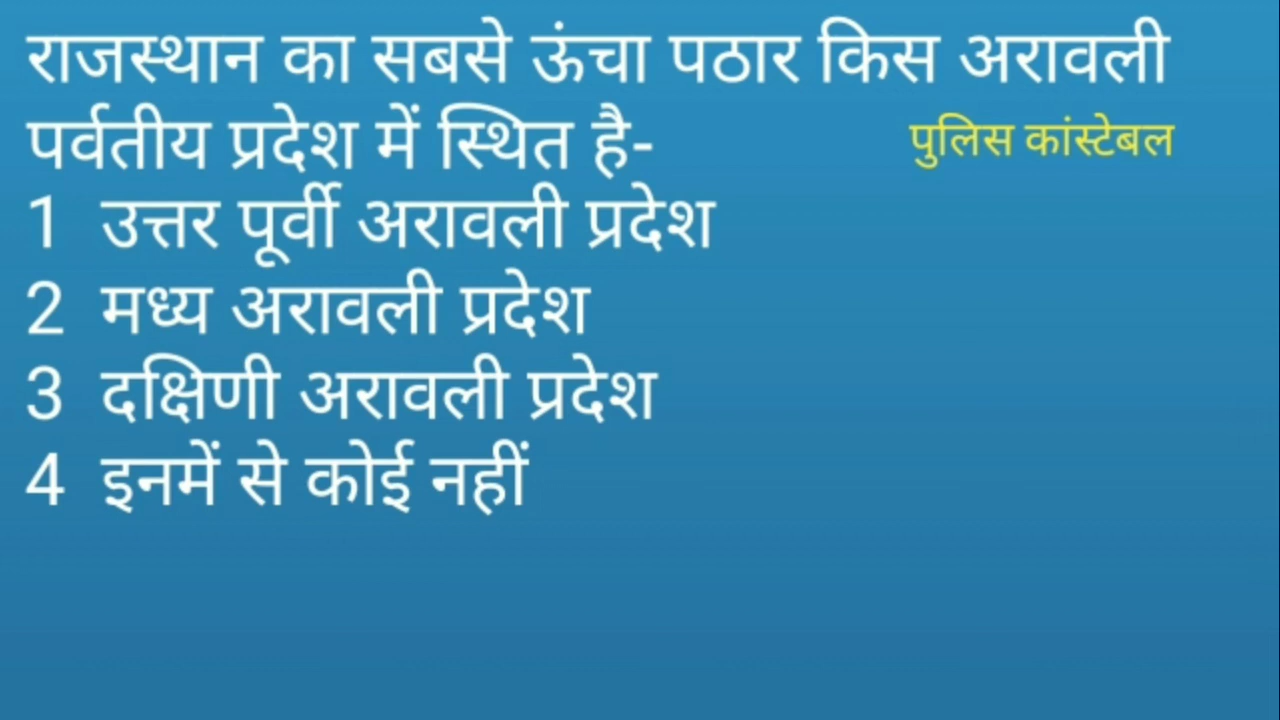 राजस्थान का सबसे ऊंचा पठार किस अरावली
पर्वतीय प्रदेश में स्थित है-
पुलिस कांस्टेबल
1 उत्तर पूर्वी अरावली प्रदेश
2 मध्य अरावली प्रदेश
3 दक्षिणी अरावली प्रदेश
4 इनमें से कोई नहीं